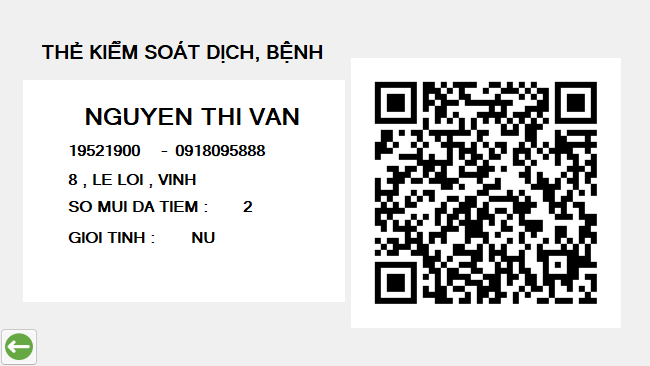 THẺ KIỂM SOÁT DỊCH, BỆNH
NGUYEN THI VAN
19521900 - 0918095888
8 , LE LOI , VINH
SO MUI DA TIEM : 2
GIOI TINH : NU